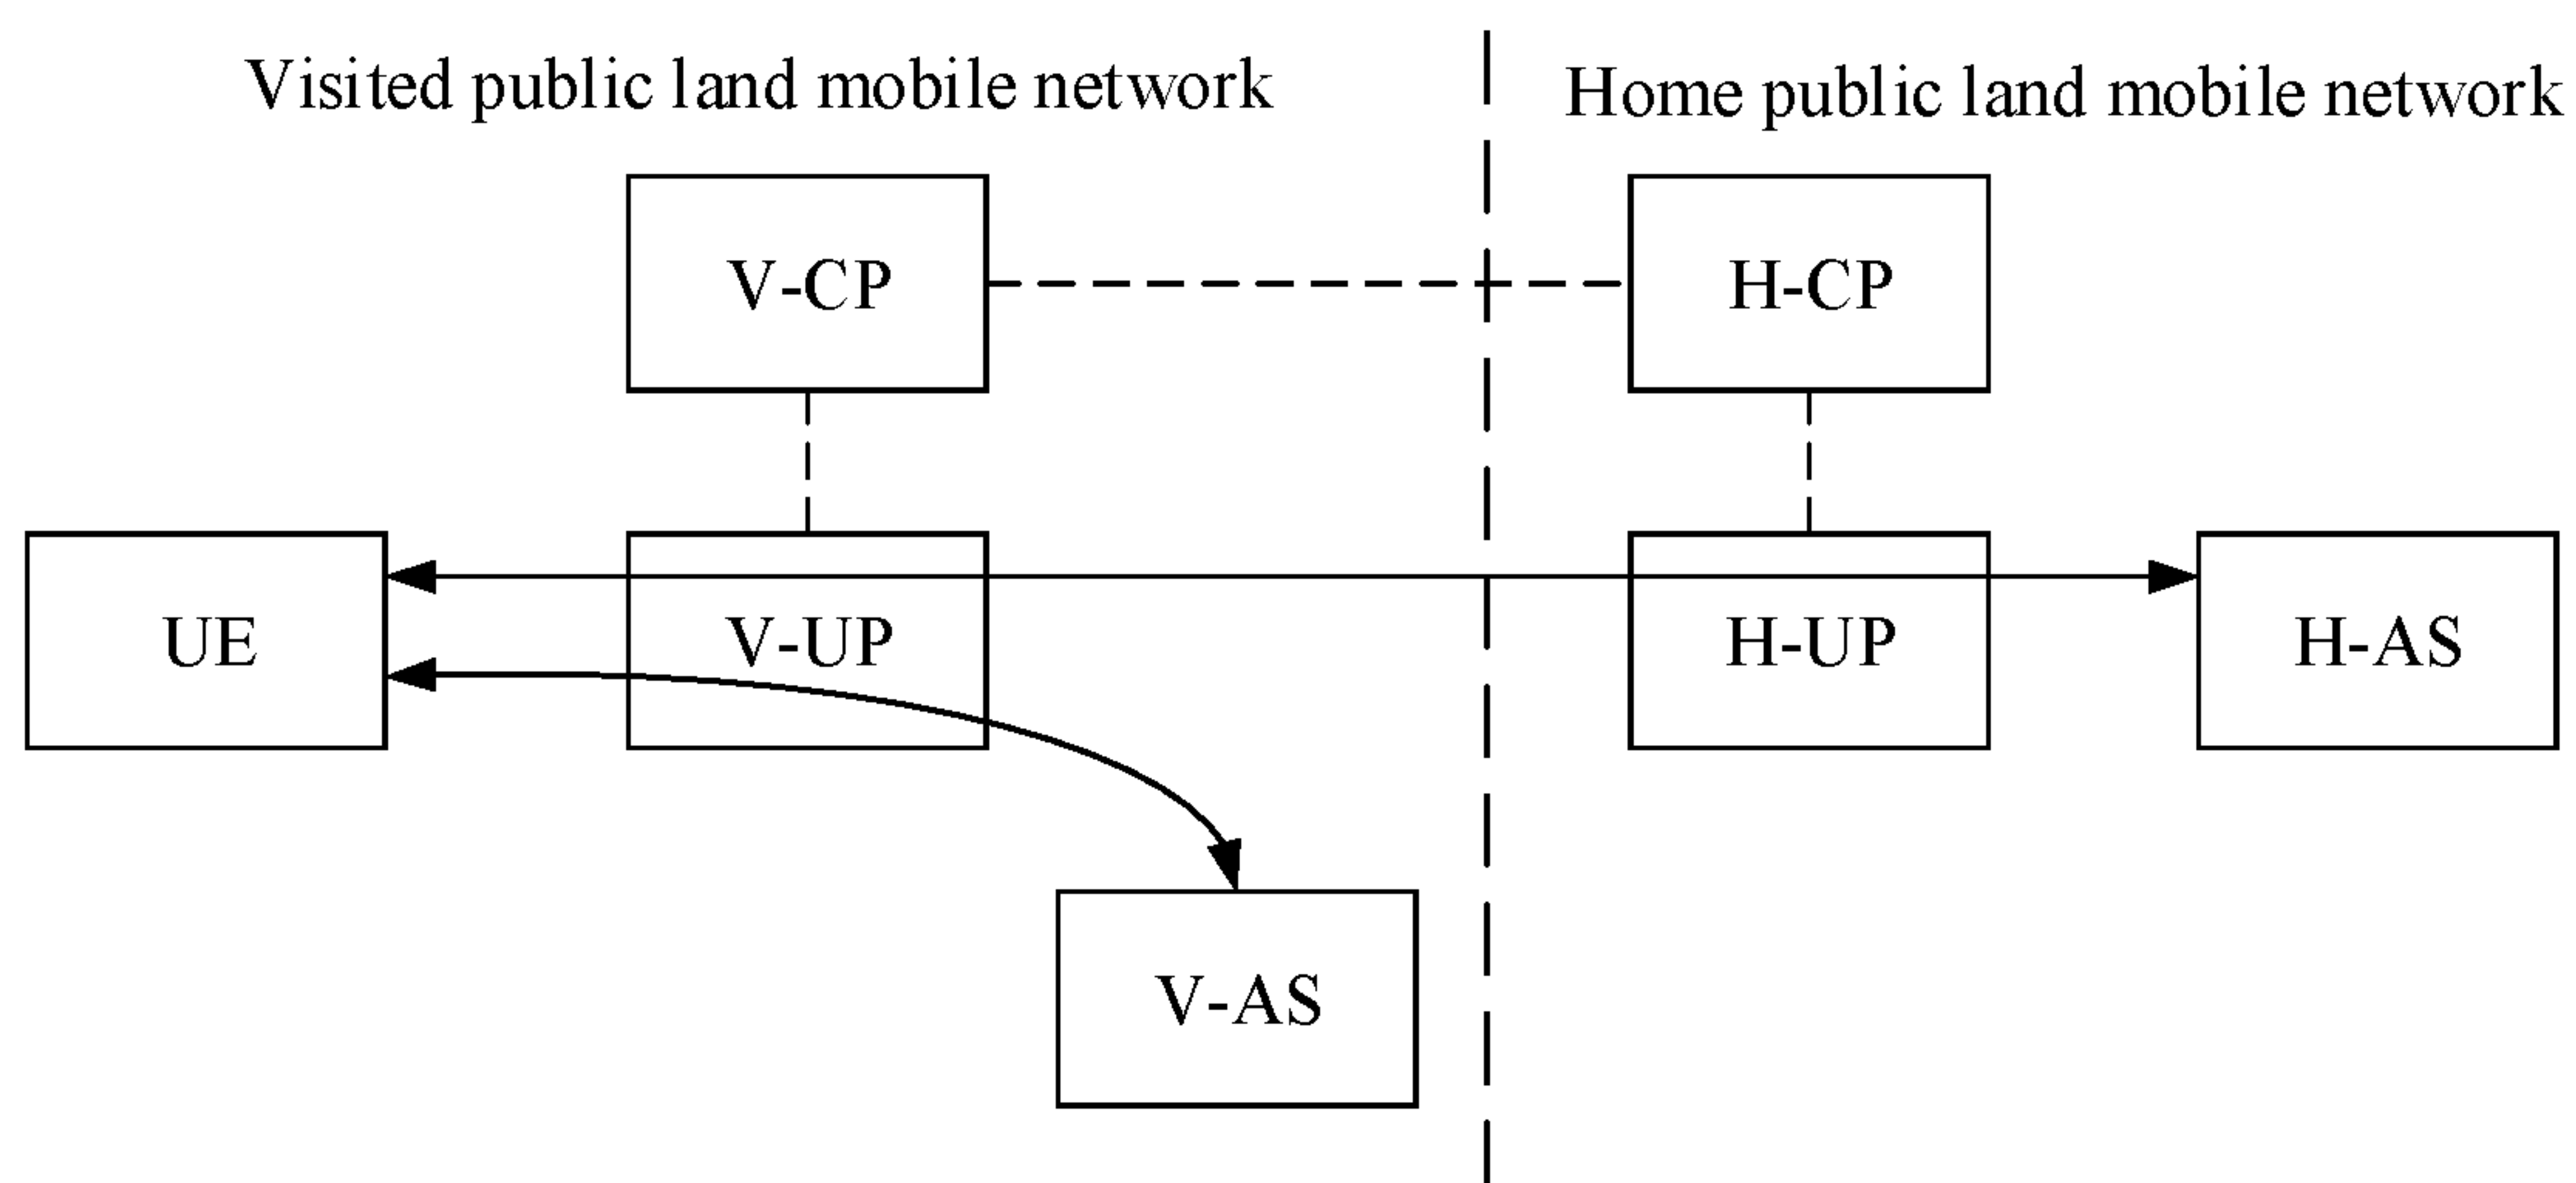 Visited public land mobile network
Home public land mobile network
V-CP
H-CP
UE
V-UP
H-UP
H-AS
V-AS